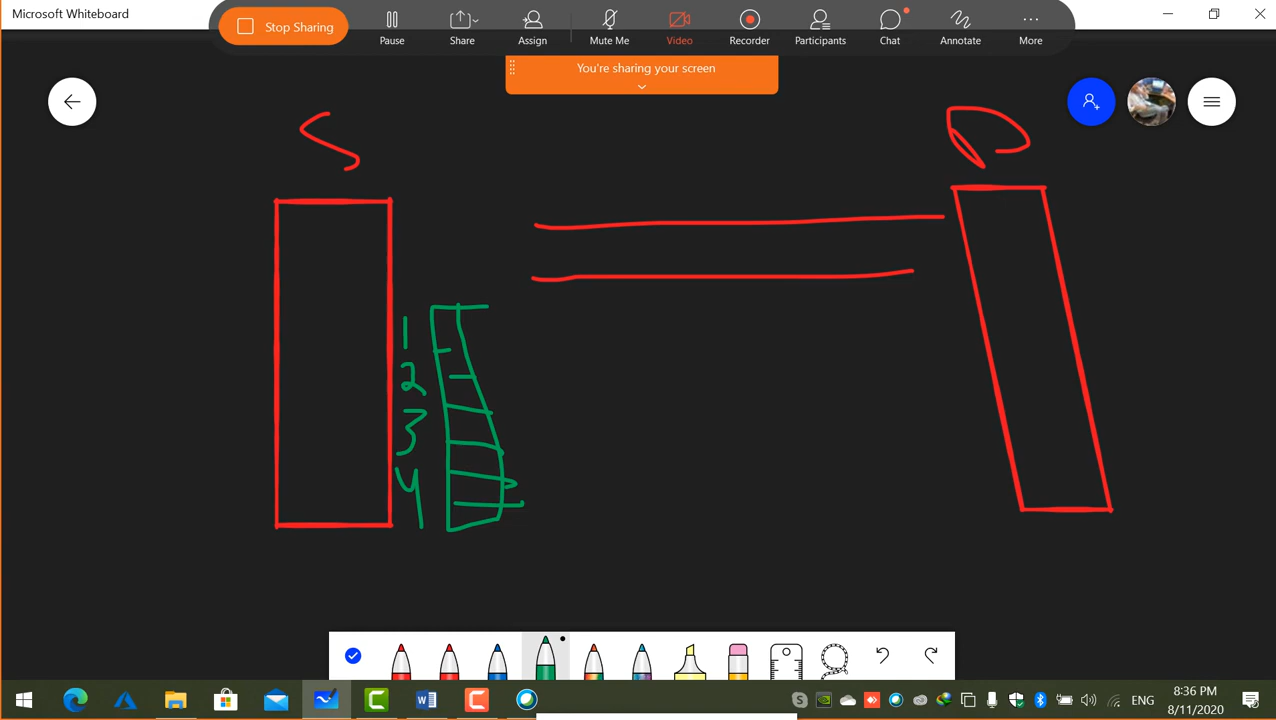 Microsoft Whiteboard
Stop Sharing
Pause
Share
Assign
Mute Me
Video
Recorder
Participants
Chat
Annotate
More
You're sharing your screen
S
D
1
2
3
4
ENG
8:36 PM
8/11/2020